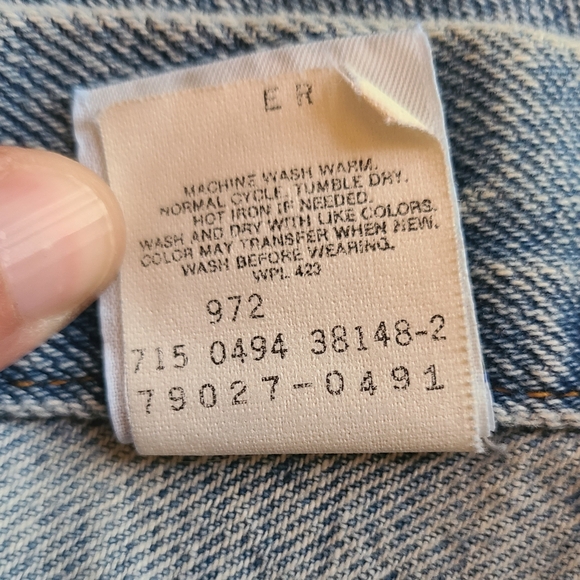 E R
MACHINE WASH WARM.
NORMAL CYCLE. TUMBLE DRY.
HOT IRON IF NEEDED.
WASH AND DRY WITH LIKE COLORS.
COLOR MAY TRANSFER WHEN NEW.
WASH BEFORE WEARING.
WPL 423
972
715 0494 38148-2
79027-0491